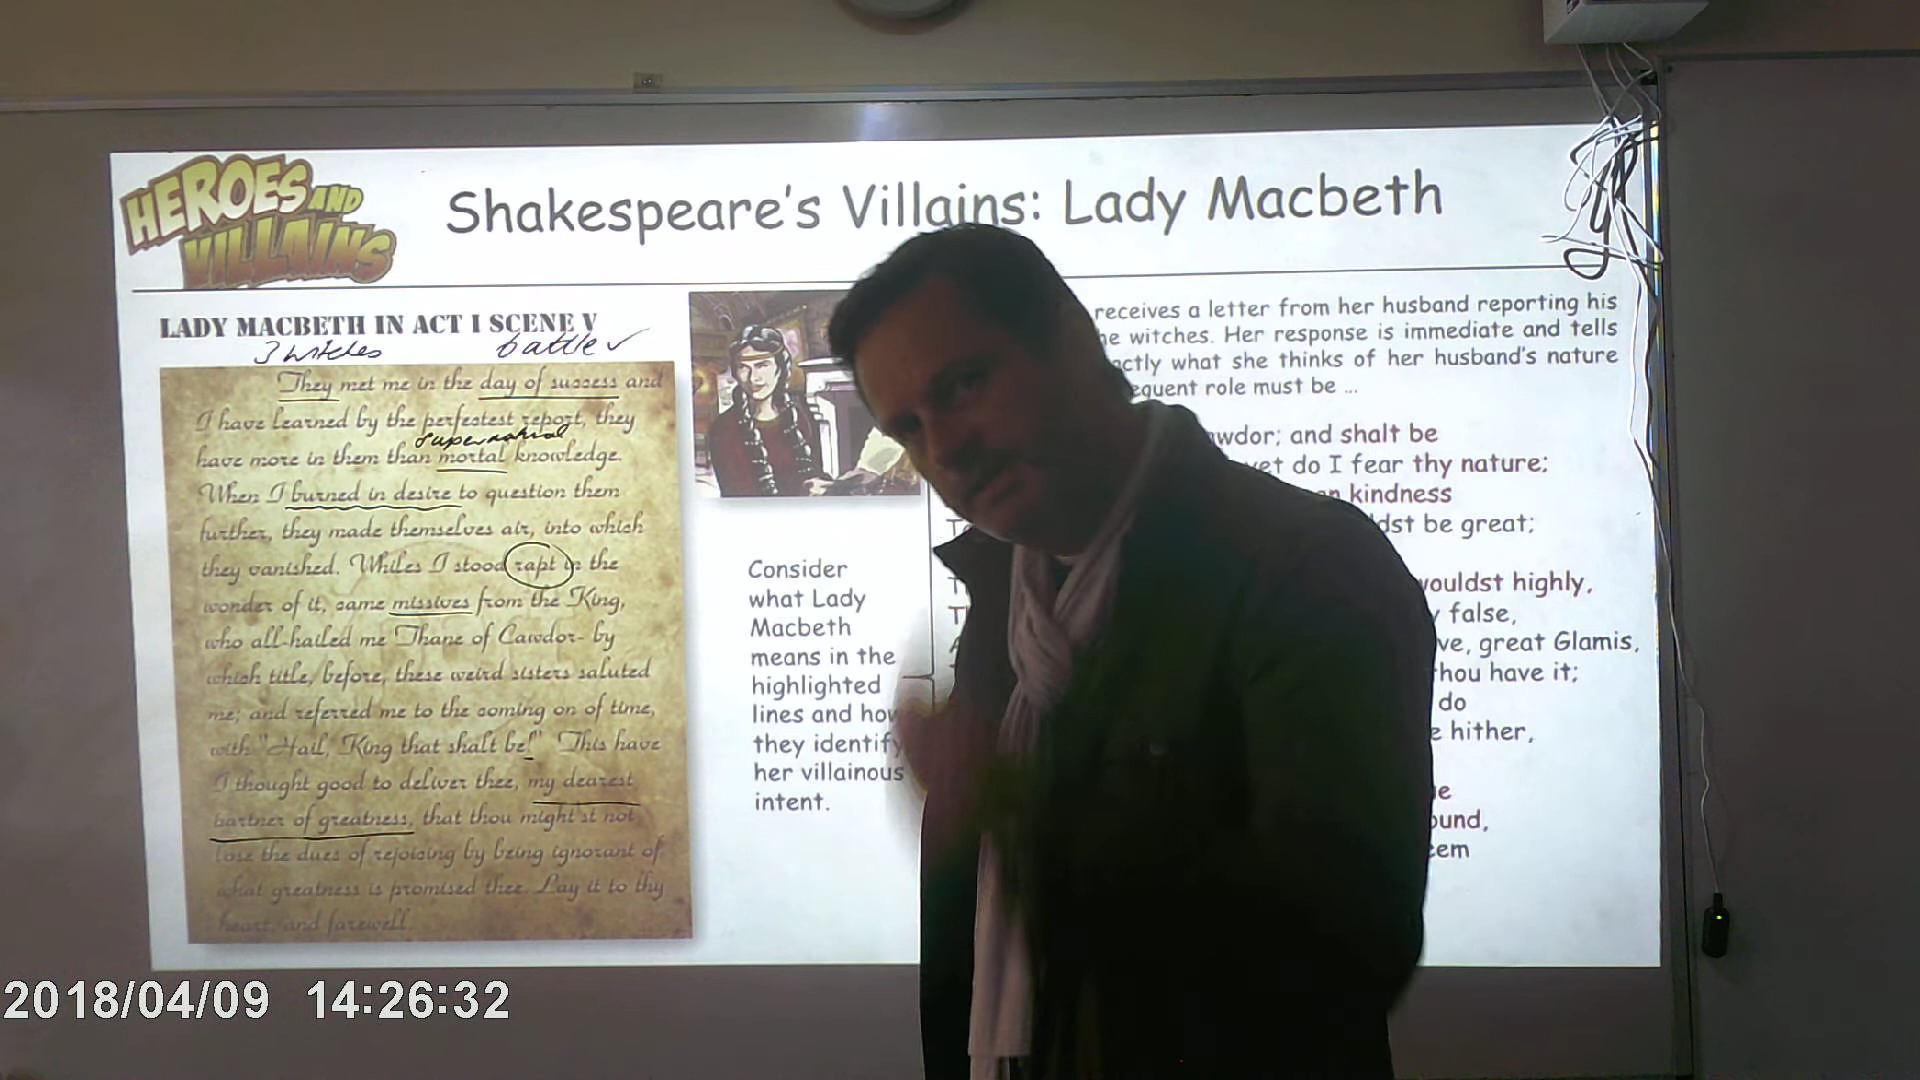 HEROES AND
VILLAINS
Shakespeare's Villains: Lady Macbeth
LADY MACBETH IN ACT I SCENE V
3 witches battle
They met me in the day of success and
I have learned by the perfectest report, they
supernatural
have more in them than mortal knowledge.
When I burned in desire to question them
further, they made themselves air, into which
they vanished. Whiles I stood rapt in the
wonder of it, came missives from the King,
who all-hailed me Thane of Cawdor- by
which title, before, these weird sisters saluted
me; and referred me to the coming on of time,
with "Hail, King that shalt be!" This have
I thought good to deliver thee, my dearest
partner of greatness, that thou might'st not
lose the dues of rejoicing by being ignorant of
what greatness is promised thee. Lay it to thy
heart, and farewell.
Consider
what Lady
Macbeth
means in the
highlighted
lines and how
they identify
her villainous
intent.
receives a letter from her husband reporting his
witches. Her response is immediate and tells
what she thinks of her husband's nature
role must be ...
and shalt be
do I fear thy nature;
kindness
be great;
wouldst highly,
false,
great Glamis,
thou have it;
do
hither,
2018/04/09 14:26:32